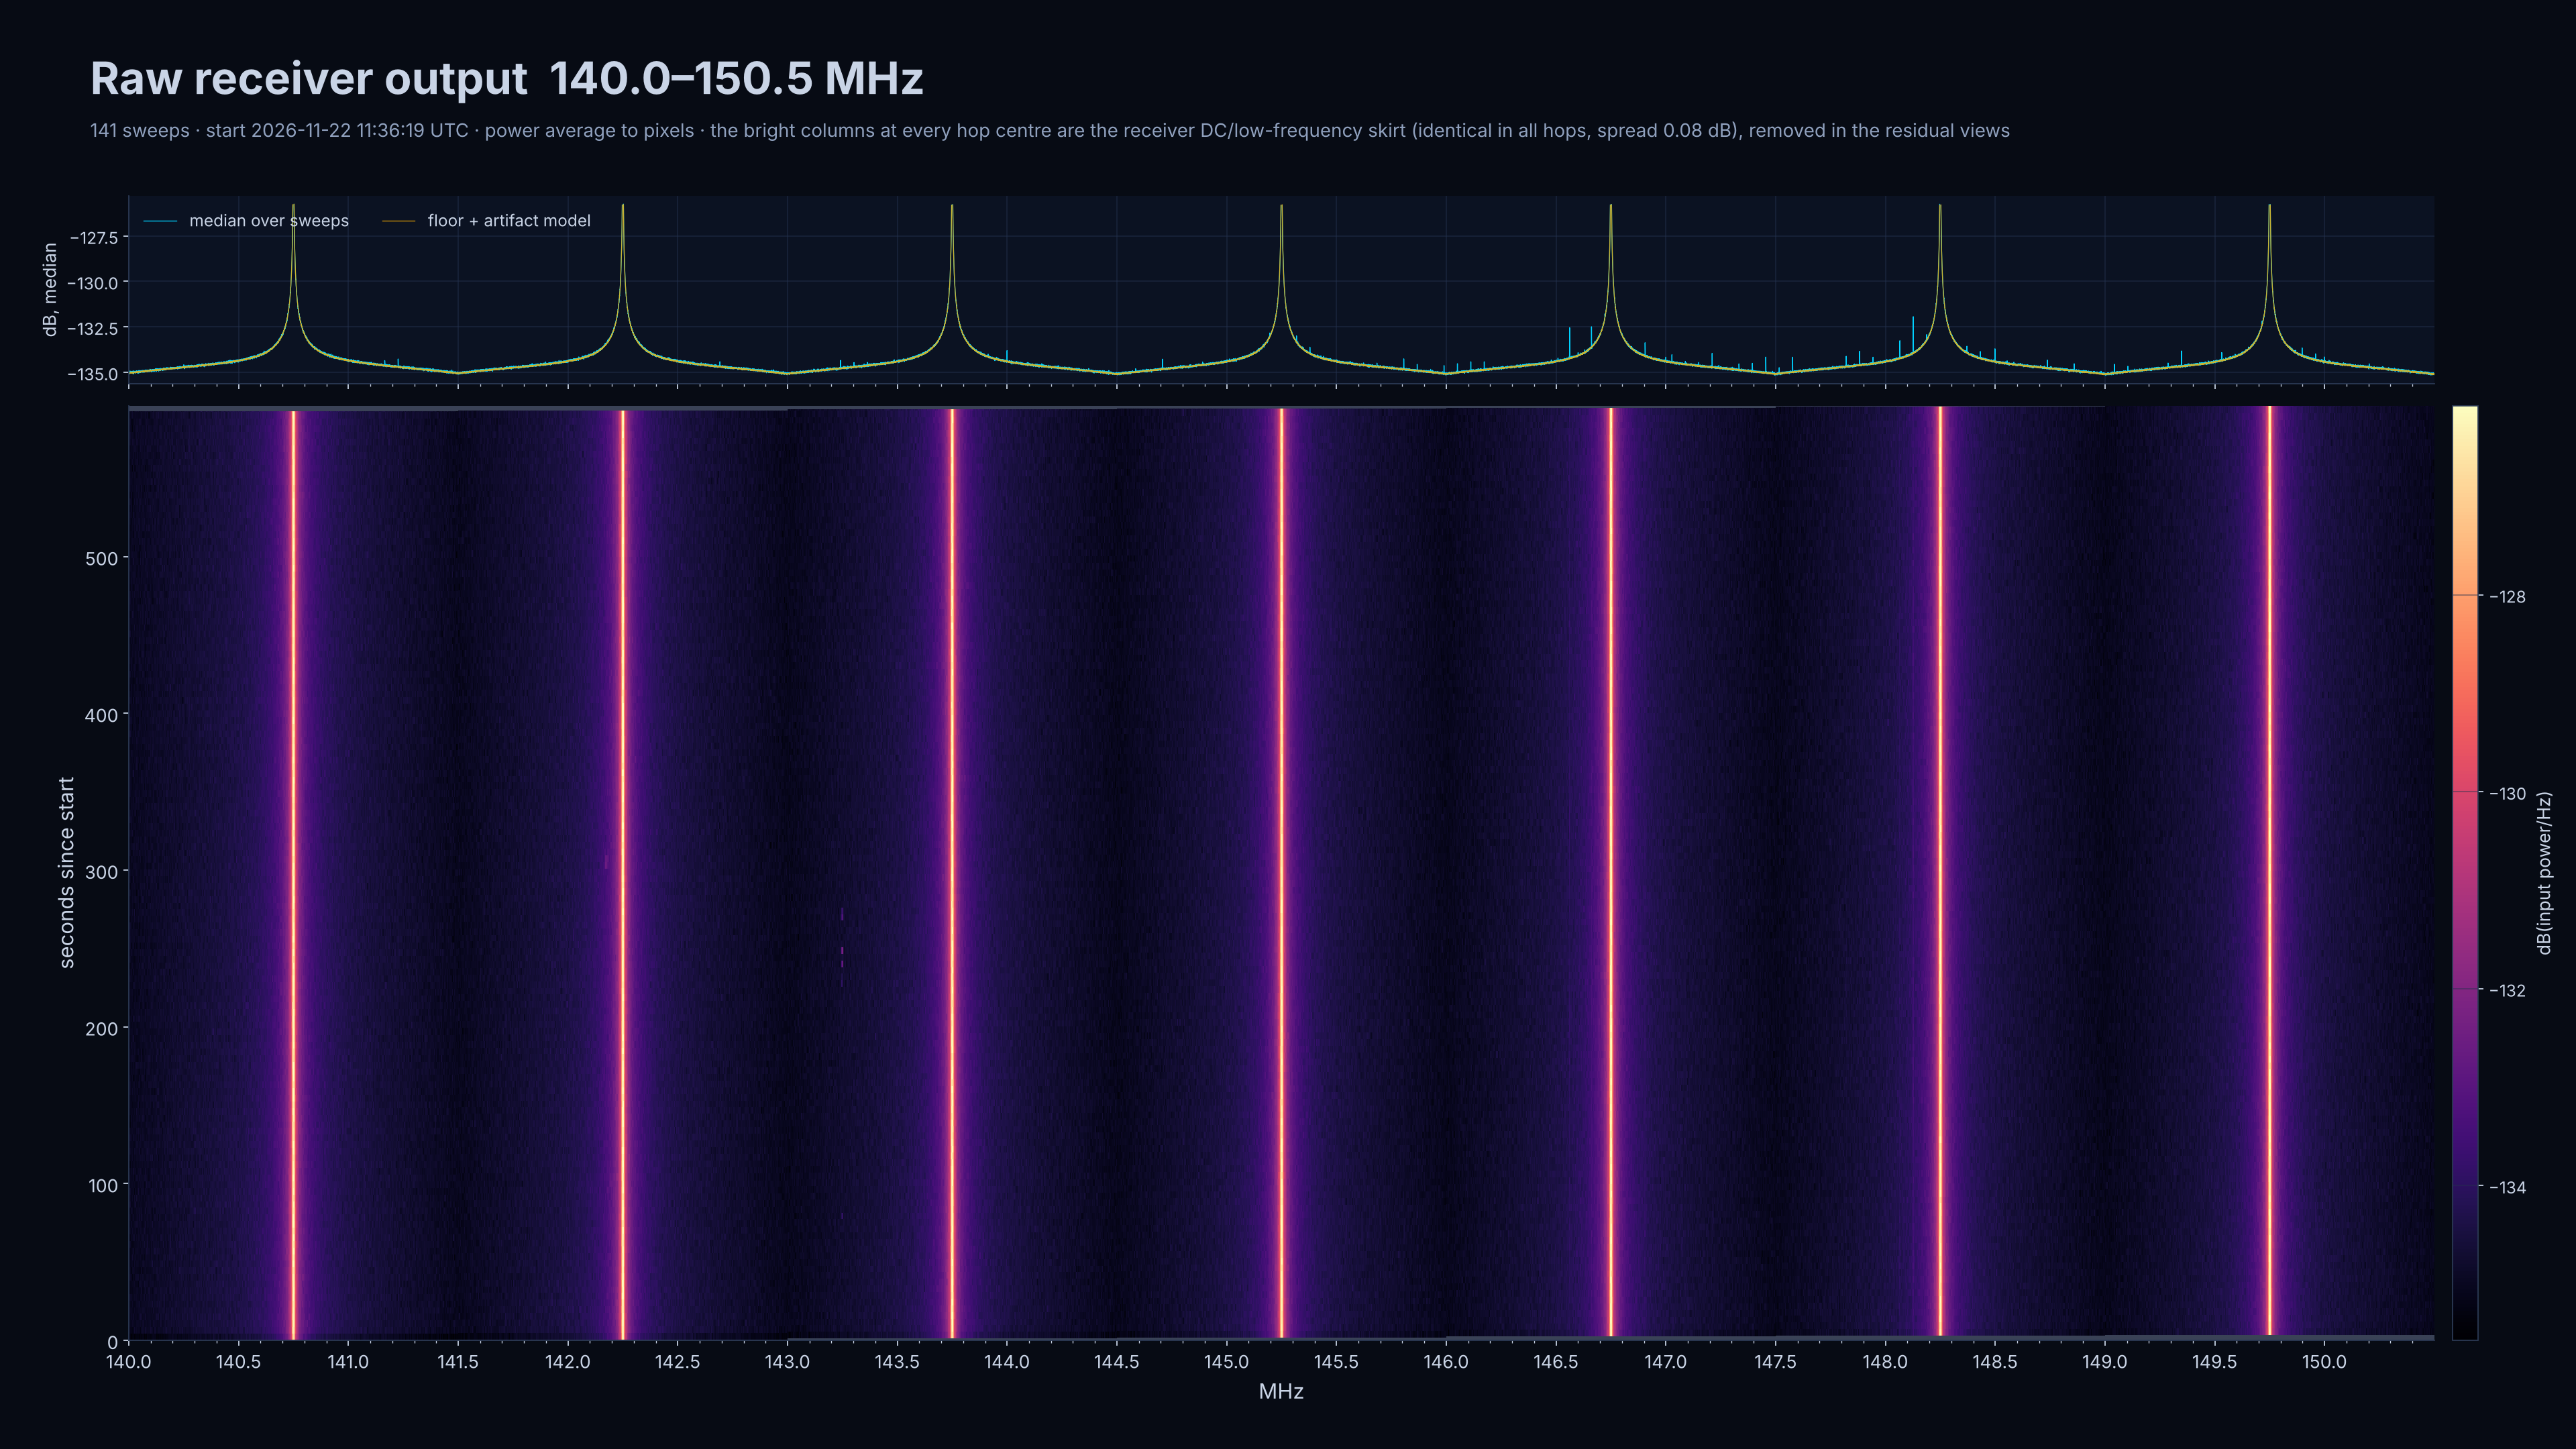 Raw receiver output 140.0–150.5 MHz
141 sweeps · start 2026-11-22 11:36:19 UTC · power average to pixels · the bright columns at every hop centre are the receiver DC/low-frequency skirt (identical in all hops, spread 0.08 dB), removed in the residual views
median over sweeps
floor + artifact model
dB, median
−127.5
−130.0
−132.5
−135.0
seconds since start
500
400
300
200
100
0
140.0 140.5 141.0 141.5 142.0 142.5 143.0 143.5 144.0 144.5 145.0 145.5 146.0 146.5 147.0 147.5 148.0 148.5 149.0 149.5 150.0
MHz
−128
−130
−132
−134
dB(input power/Hz)